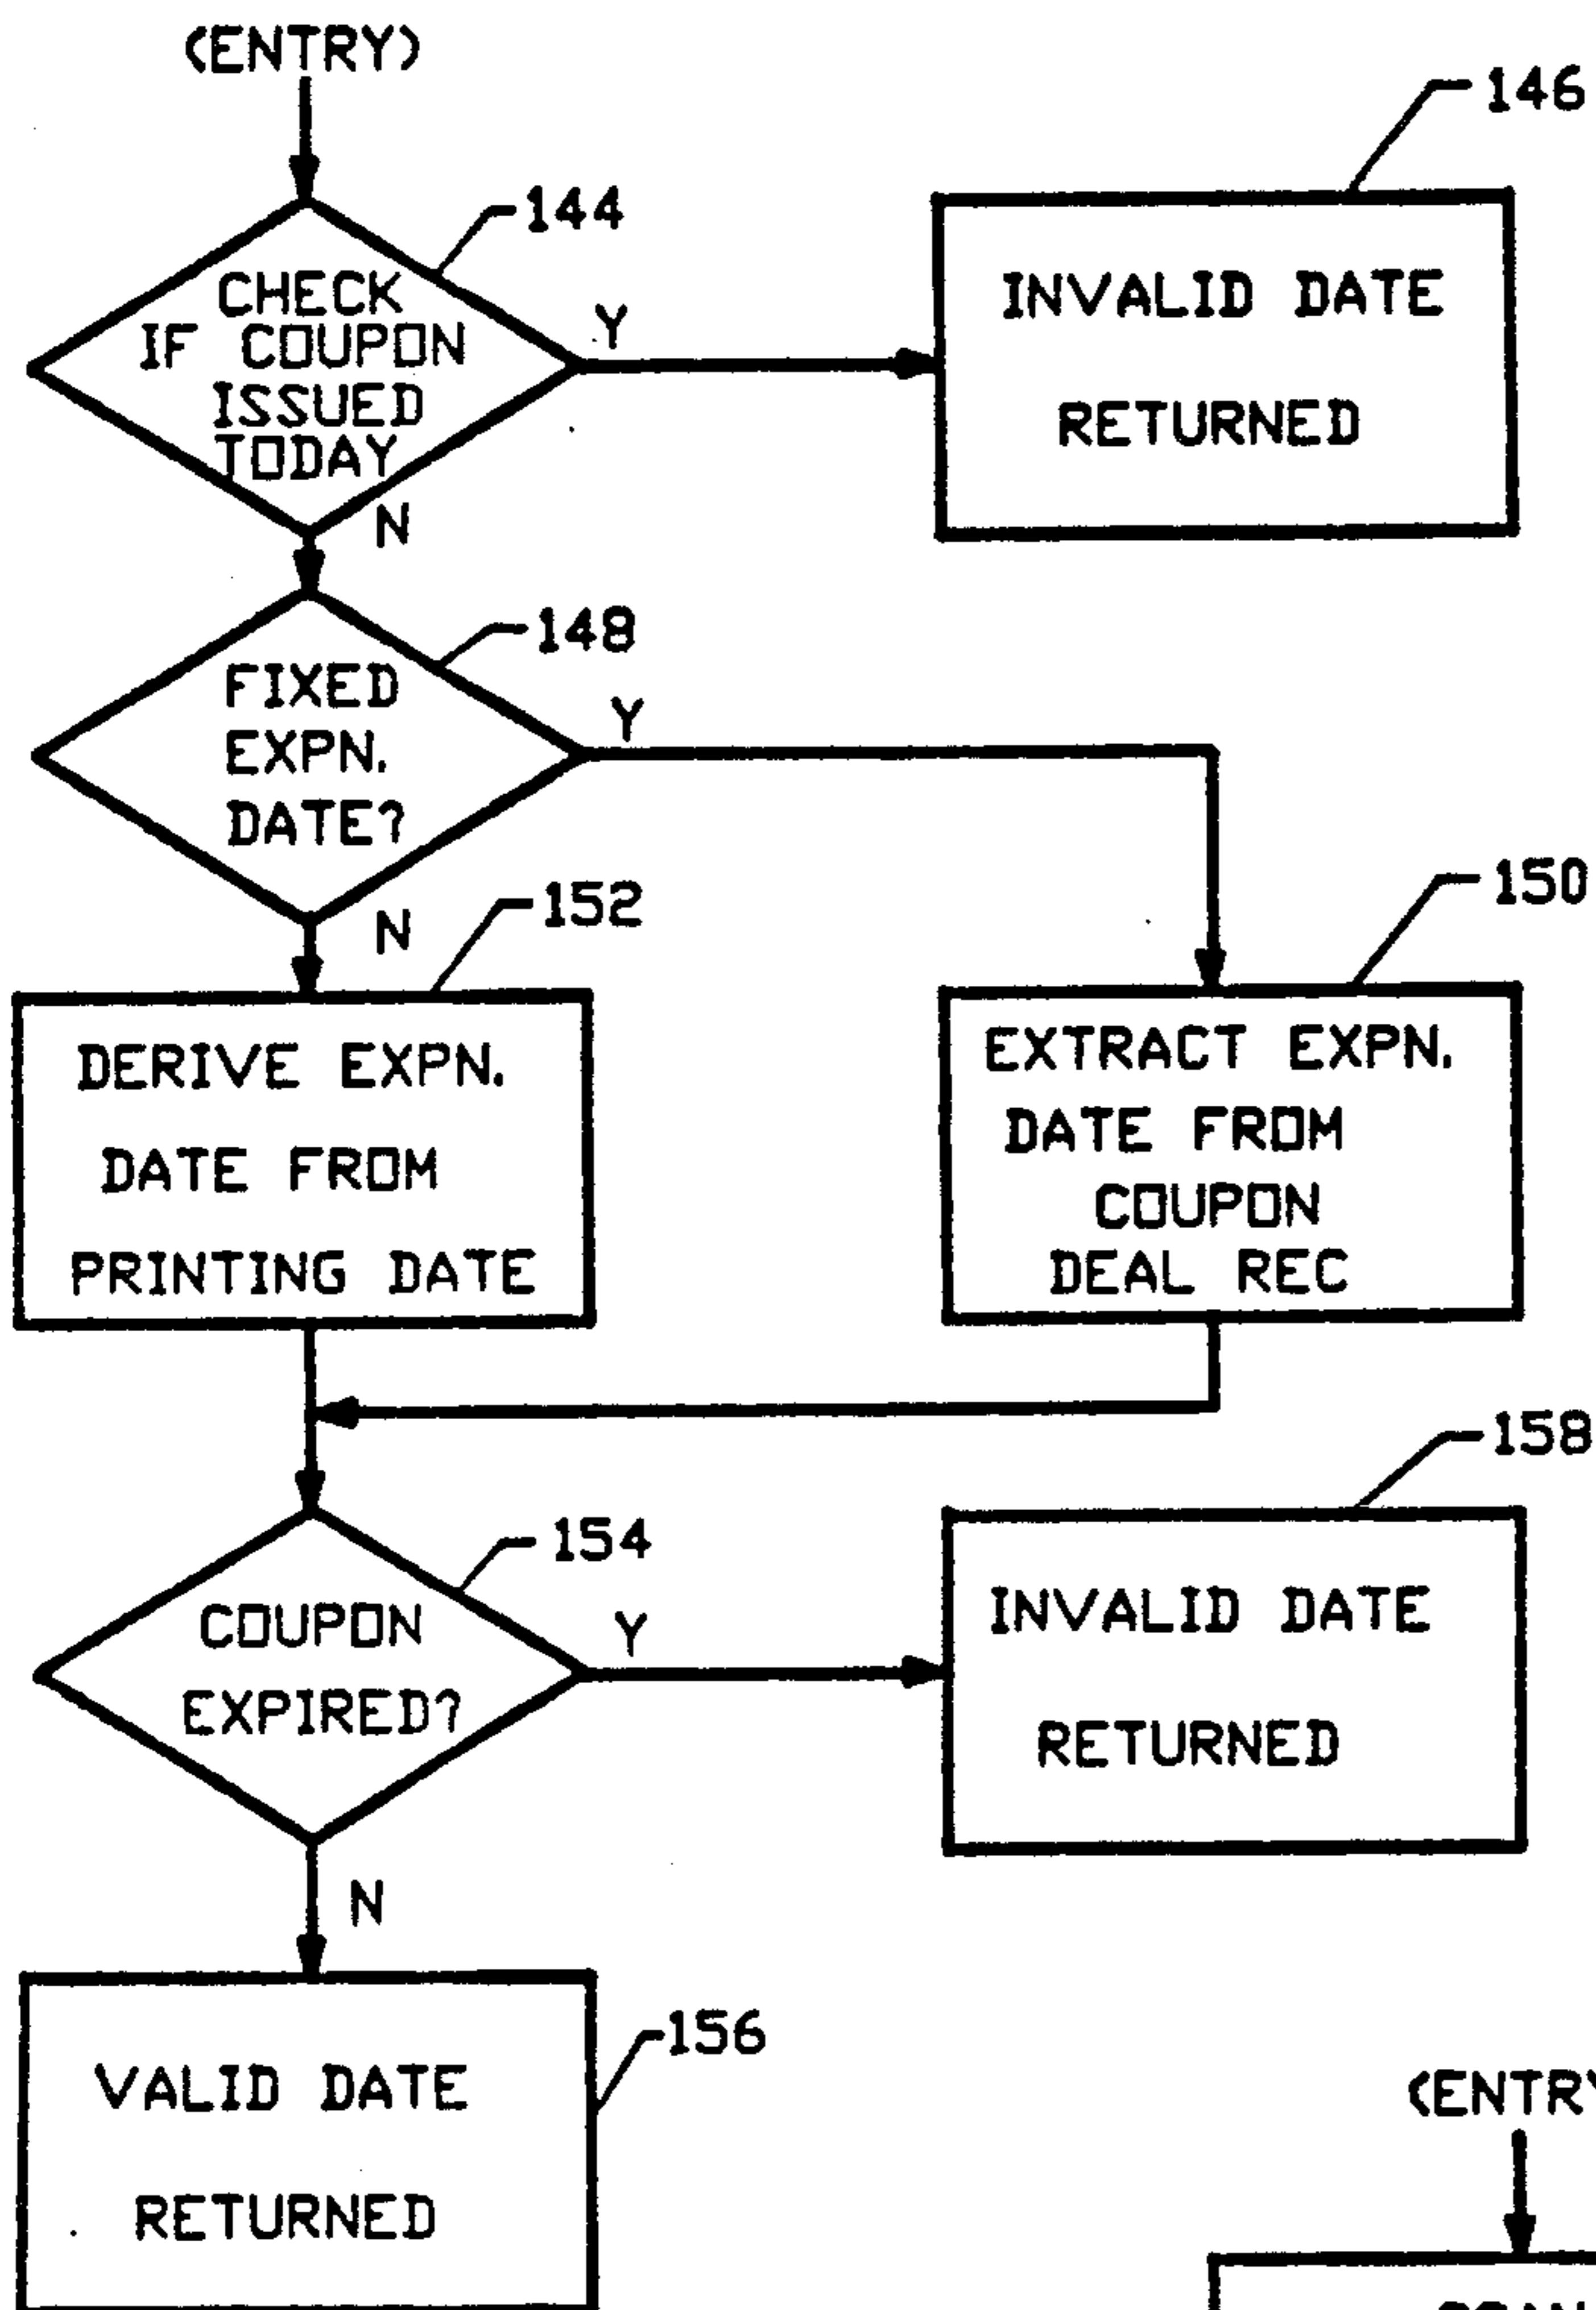 (ENTRY)
146
144
CHECK
IF COUPON
ISSUED
TODAY
Y
INVALID DATE
RETURNED
N
148
FIXED
EXPN.
DATE?
Y
N
152
150
DERIVE EXPN.
DATE FROM
PRINTING DATE
EXTRACT EXPN.
DATE FROM
COUPON
DEAL REC
158
154
COUPON
EXPIRED?
Y
INVALID DATE
RETURNED
N
156
VALID DATE
RETURNED
(ENTRY